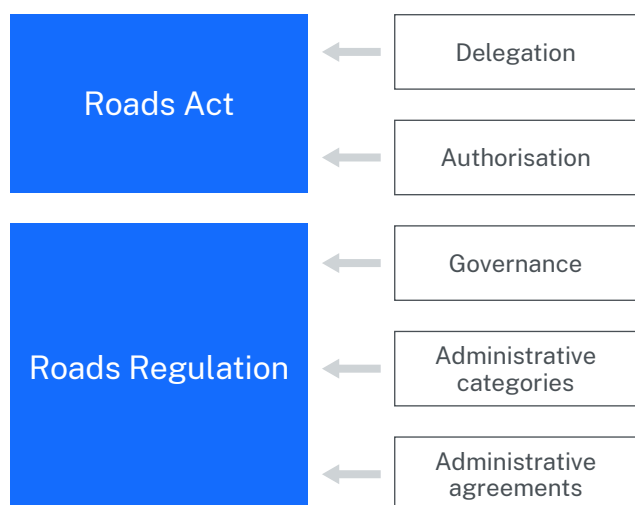 Roads Act
Delegation
Authorisation
Roads Regulation
Governance
Administrative
categories
Administrative
agreements